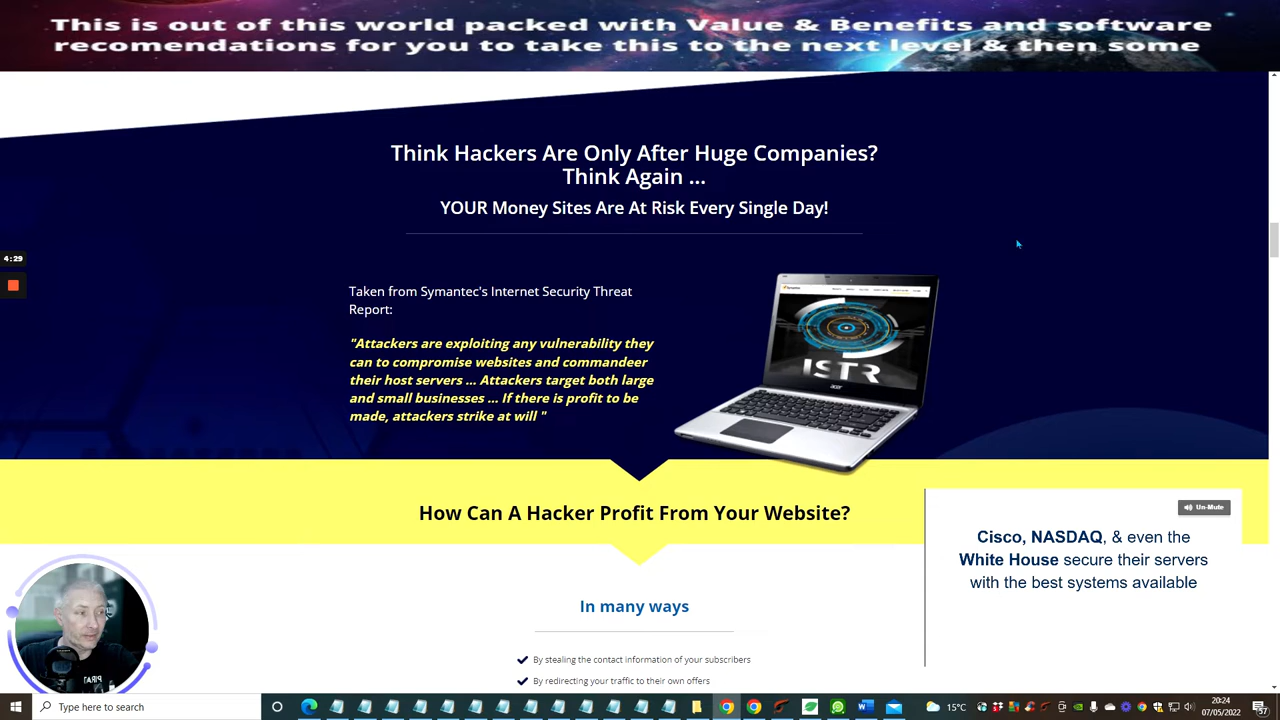 This is out of this world packed with Value & Benefits and software
recomendations for you to take this to the next level & then some
Think Hackers Are Only After Huge Companies?
Think Again ...
YOUR Money Sites Are At Risk Every Single Day!
4:29
Taken from Symantec's Internet Security Threat
Report:
"Attackers are exploiting any vulnerability they
can to compromise websites and commandeer
their host servers ... Attackers target both large
and small businesses ... If there is profit to be
made, attackers strike at will "
ISTR
acer
How Can A Hacker Profit From Your Website?
Un-Mute
Cisco, NASDAQ, & even the
White House secure their servers
with the best systems available
In many ways
By stealing the contact information of your subscribers
By redirecting your traffic to their own offers
Type here to search
15°C
20:24
07/05/2022